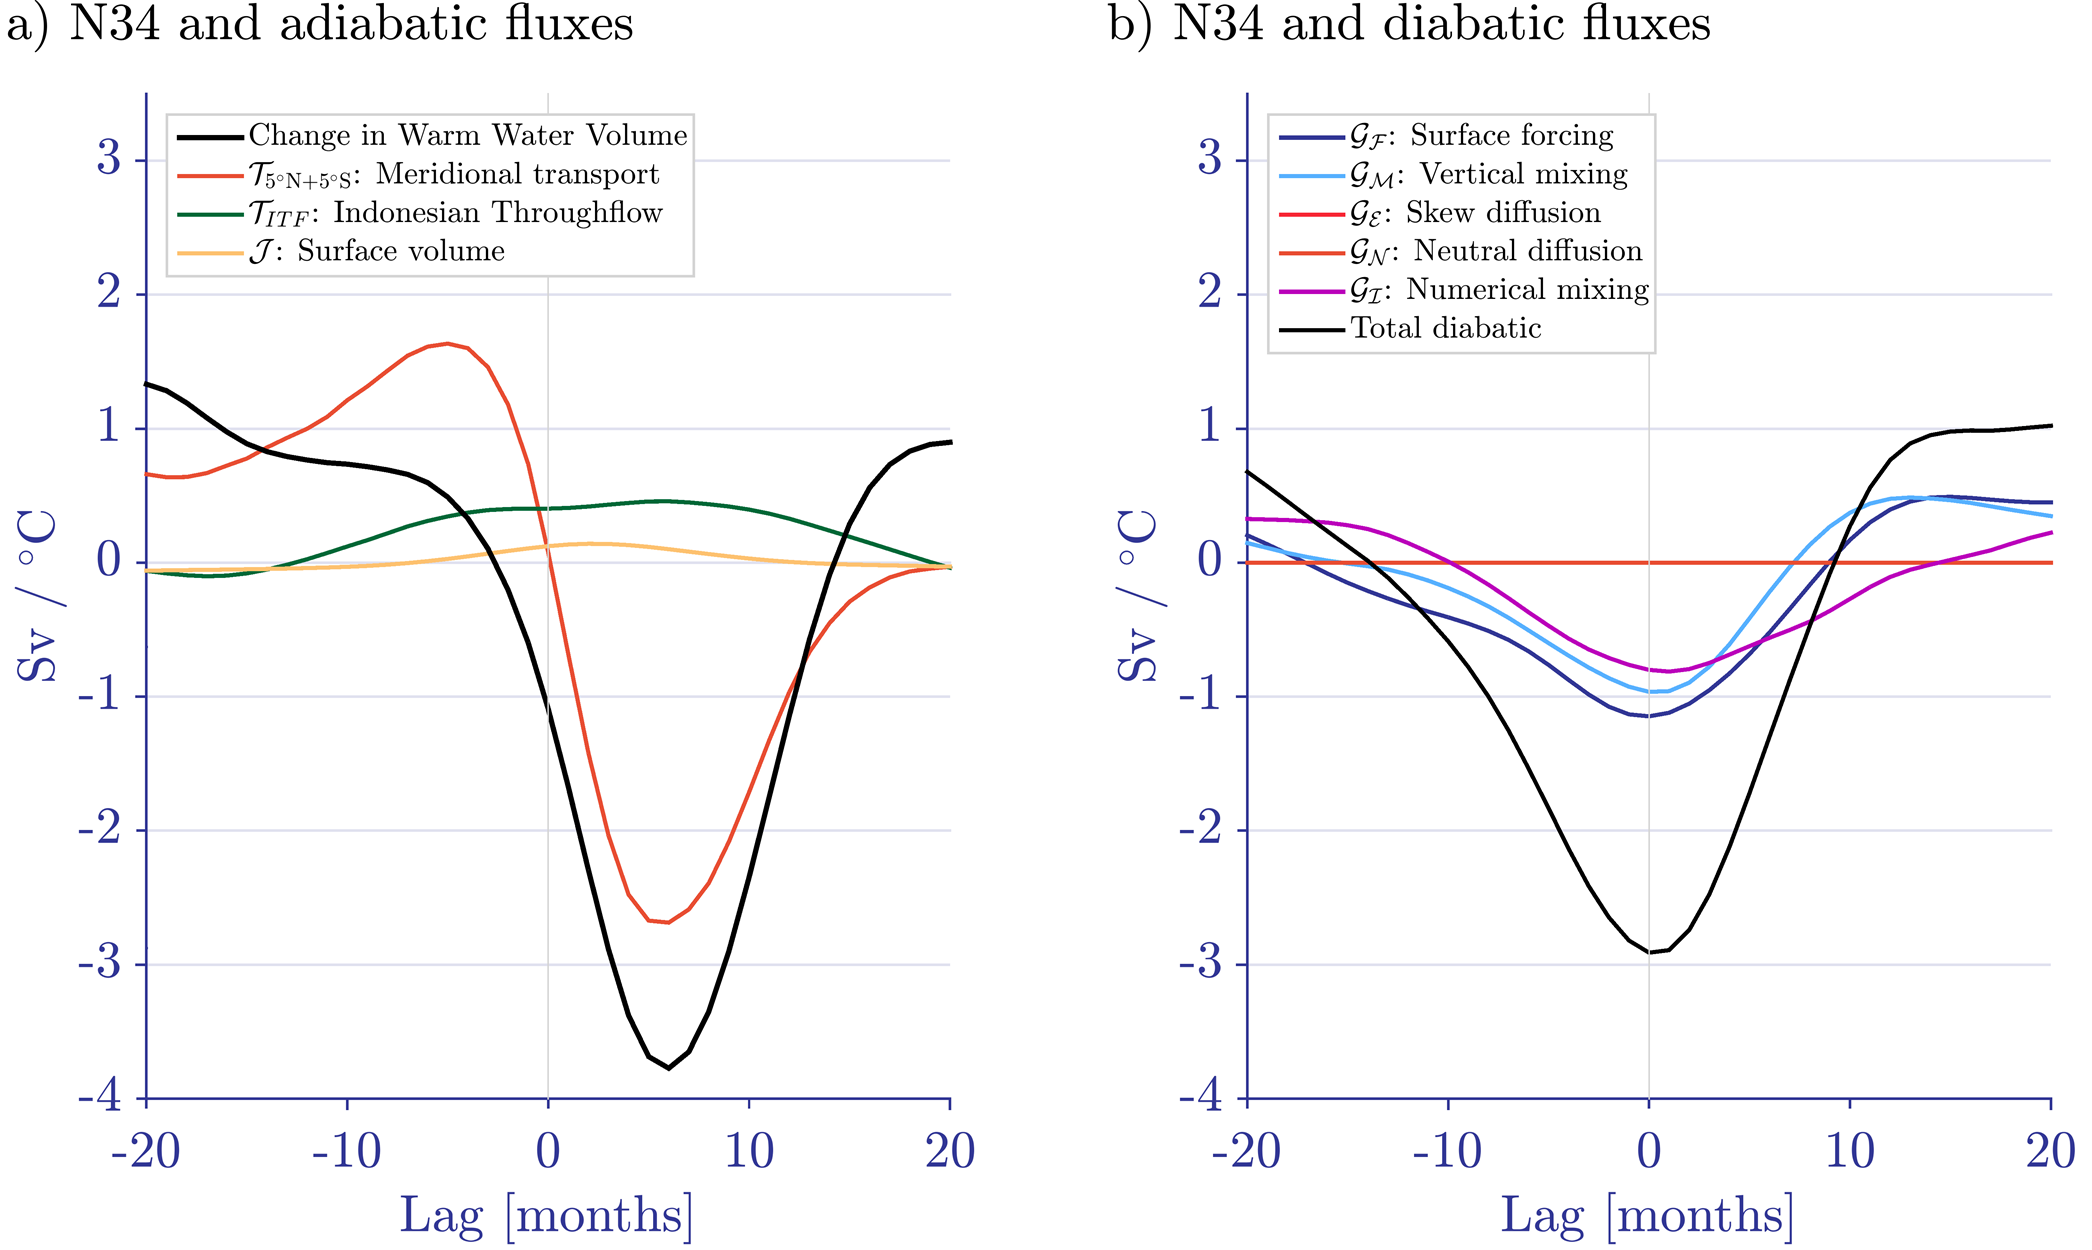 a) N34 and adiabatic fluxes
Change in Warm Water Volume
𝒯5°N+5°S: Meridional transport
𝒯ITF: Indonesian Throughflow
𝒥: Surface volume
3
2
1
0
-1
-2
-3
-4
Sv / °C
-20 -10 0 10 20
Lag [months]
b) N34 and diabatic fluxes
𝒢ℱ: Surface forcing
𝒢ℳ: Vertical mixing
𝒢ℰ: Skew diffusion
𝒢𝒩: Neutral diffusion
𝒢ℐ: Numerical mixing
Total diabatic
3
2
1
0
-1
-2
-3
-4
Sv / °C
-20 -10 0 10 20
Lag [months]